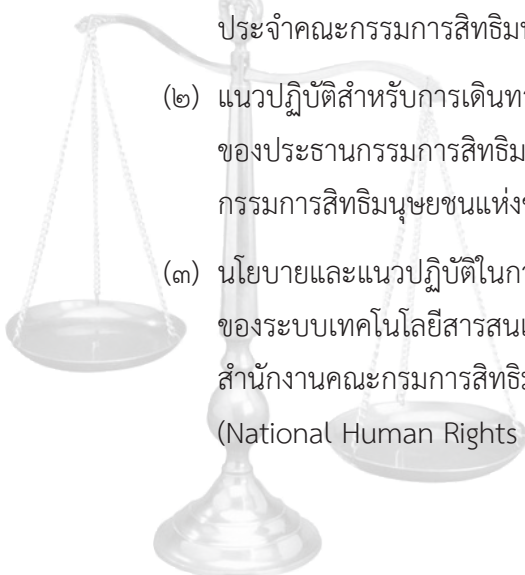 ประจำคณะกรรมการสิทธิม
(๒) แนวปฏิบัติสำหรับการเดินทา
ของประธานกรรมการสิทธิม
กรรมการสิทธิมนุษยชนแห่งช
(๓) นโยบายและแนวปฏิบัติในกา
ของระบบเทคโนโลยีสารสนเ
สำนักงานคณะกรมการสิทธิม
(National Human Rights